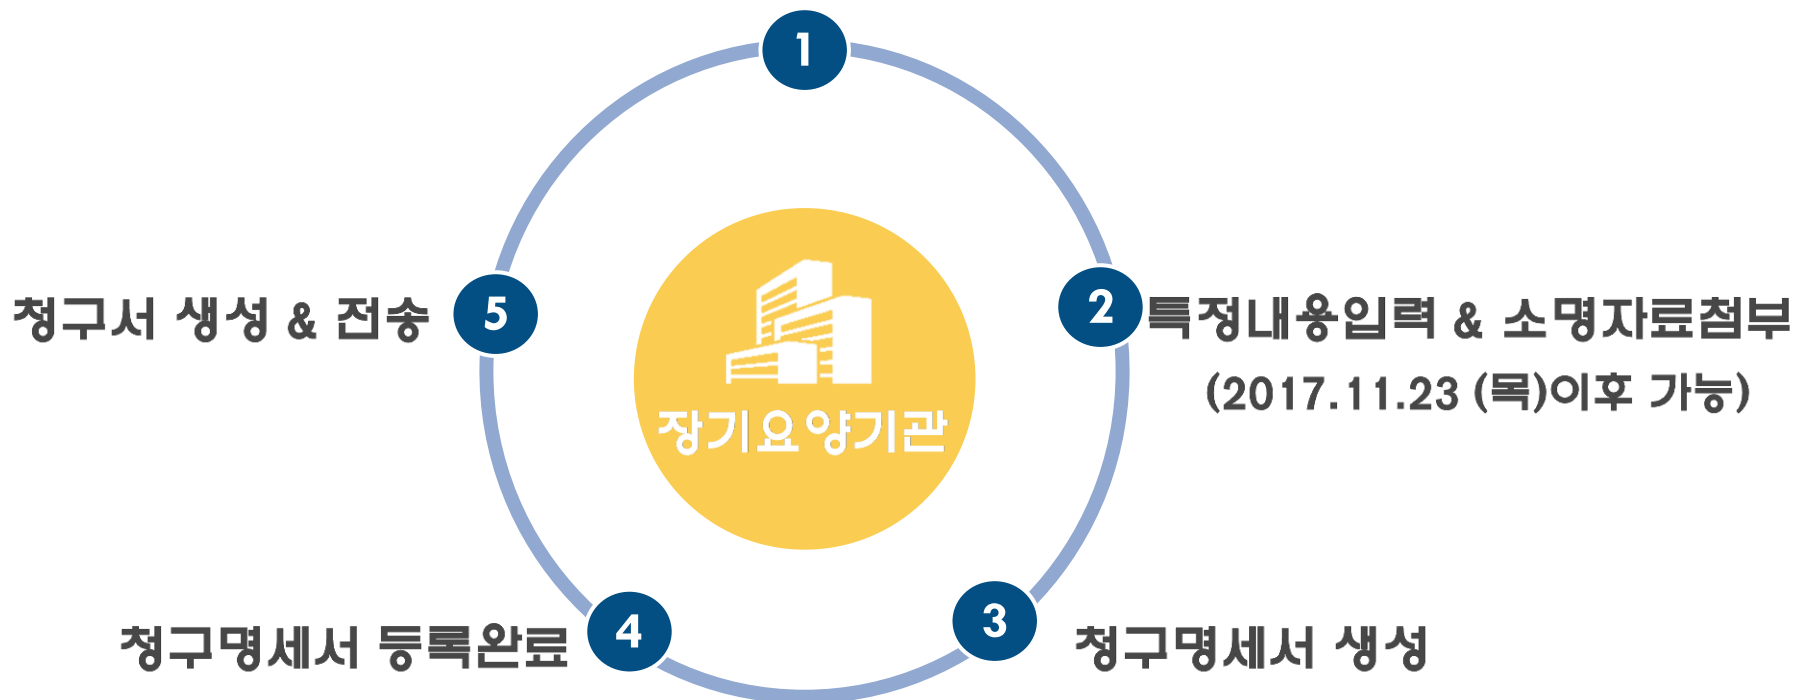 1
2
특정내용입력 & 소명자료첨부
(2017.11.23 (목)이후 가능)
3
청구명세서 생성
4
청구명세서 등록완료
5
청구서 생성 & 전송
장기요양기관